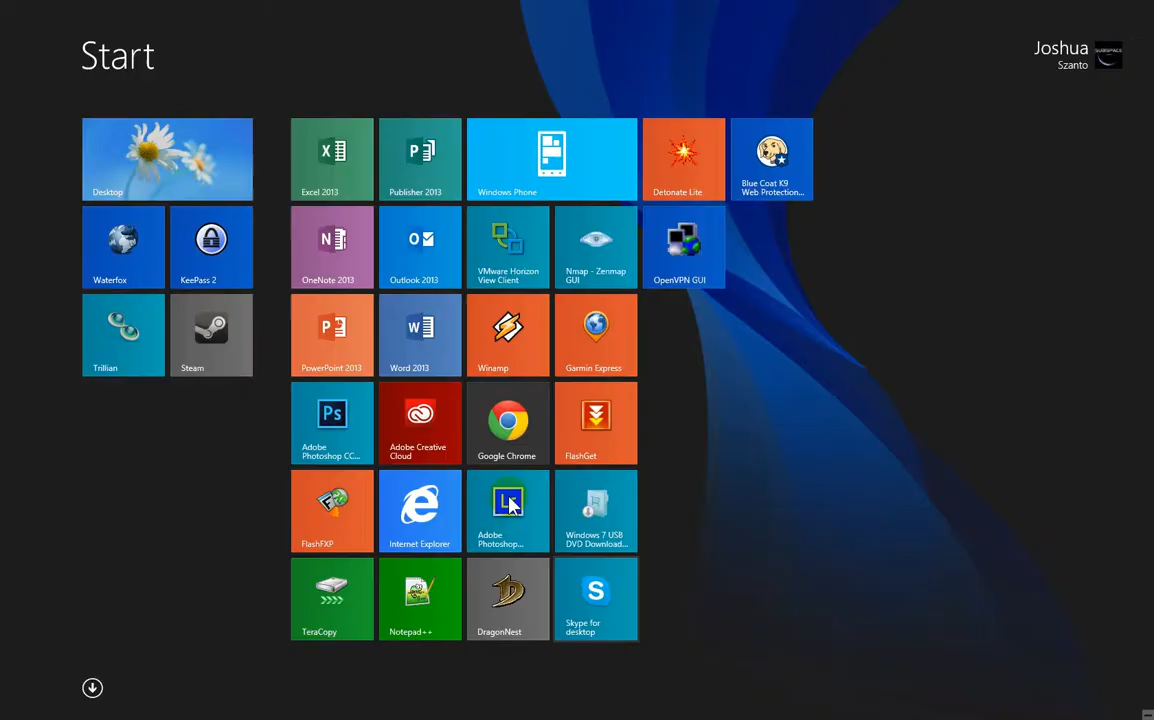 Start
Joshua
Szanto
SUBSPACE
Desktop
Excel 2013
Publisher 2013
Windows Phone
Detonate Lite
Blue Coat K9
Web Protection...
Waterfox
KeePass 2
OneNote 2013
Outlook 2013
VMware Horizon
View Client
Nmap - Zenmap
GUI
OpenVPN GUI
Trillian
Steam
PowerPoint 2013
Word 2013
Winamp
Garmin Express
Ps
Adobe
Photoshop CC...
Adobe Creative
Cloud
Google Chrome
FlashGet
FlashFXP
Internet Explorer
Lr
Adobe
Photoshop...
Windows 7 USB
DVD Download...
TeraCopy
Notepad++
DragonNest
Skype for
desktop